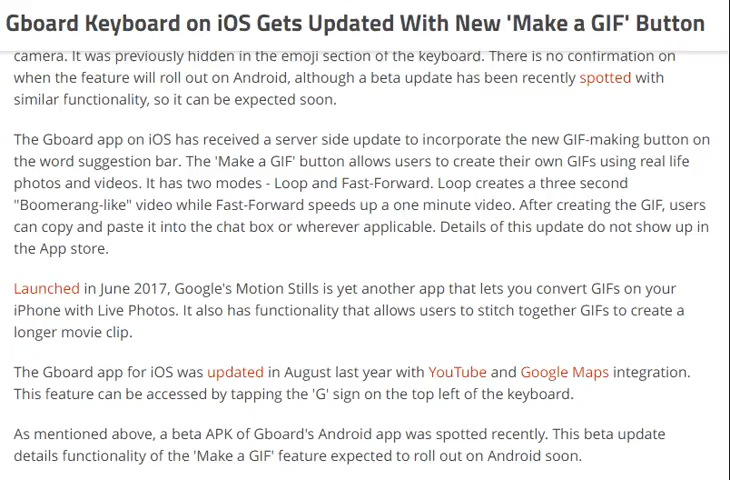 Gboard Keyboard on iOS Gets Updated With New 'Make a GIF' Button
camera. It was previously hidden in the emoji section of the keyboard. There is no confirmation on
when the feature will roll out on Android, although a beta update has been recently spotted with
similar functionality, so it can be expected soon.
The Gboard app on iOS has received a server side update to incorporate the new GIF-making button on
the word suggestion bar. The 'Make a GIF' button allows users to create their own GIFs using real life
photos and videos. It has two modes - Loop and Fast-Forward. Loop creates a three second
"Boomerang-like" video while Fast-Forward speeds up a one minute video. After creating the GIF, users
can copy and paste it into the chat box or wherever applicable. Details of this update do not show up in
the App store.
Launched in June 2017, Google's Motion Stills is yet another app that lets you convert GIFs on your
iPhone with Live Photos. It also has functionality that allows users to stitch together GIFs to create a
longer movie clip.
The Gboard app for iOS was updated in August last year with YouTube and Google Maps integration.
This feature can be accessed by tapping the 'G' sign on the top left of the keyboard.
As mentioned above, a beta APK of Gboard's Android app was spotted recently. This beta update
details functionality of the 'Make a GIF' feature expected to roll out on Android soon.